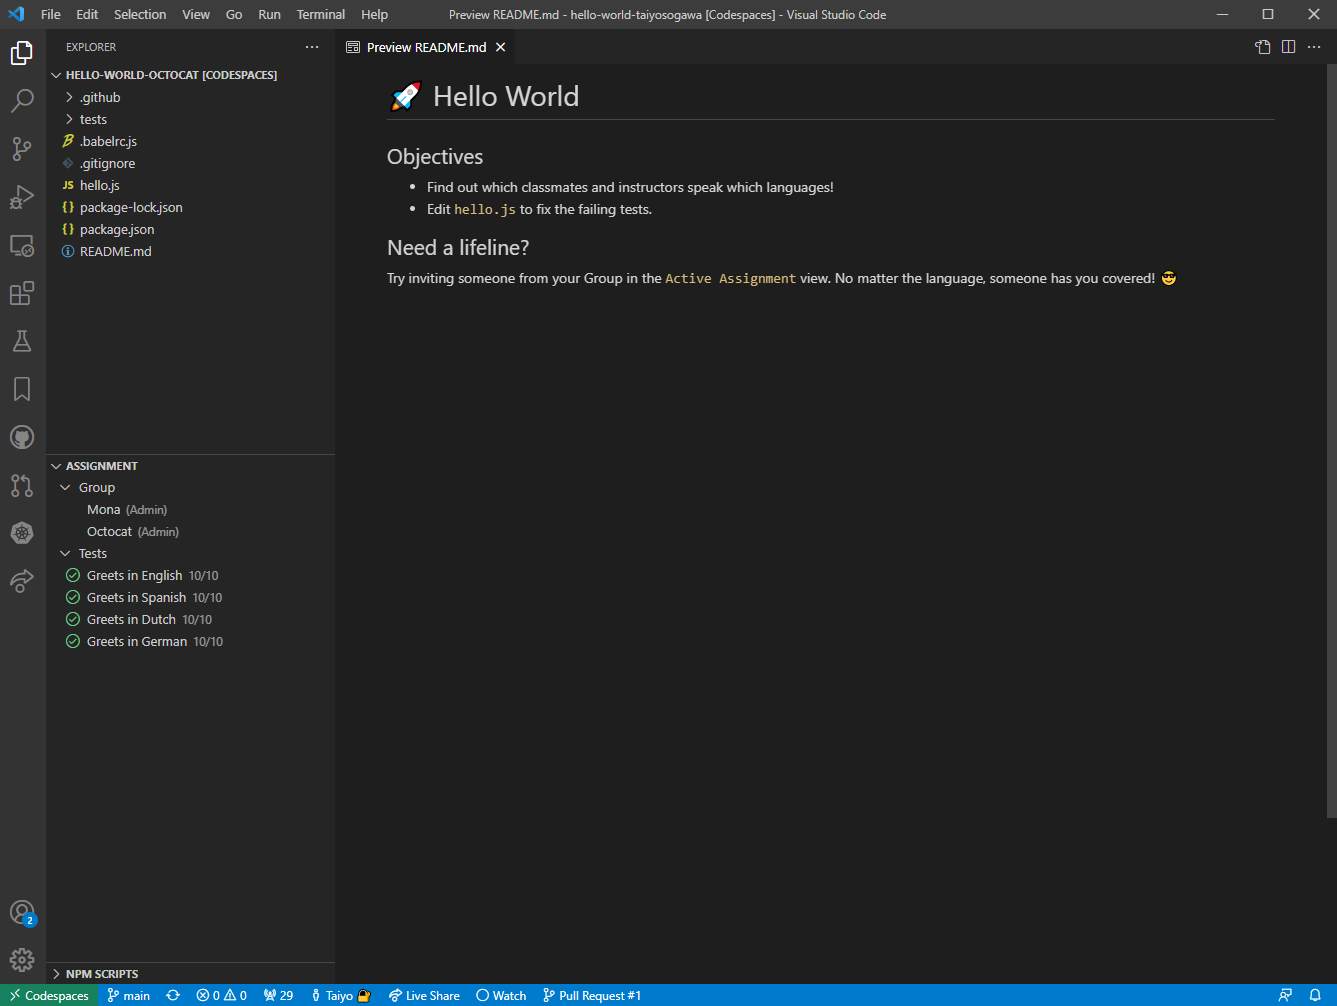 File Edit Selection View Go Run Terminal Help
Preview README.md - hello-world-taiyosogawa [Codespaces] - Visual Studio Code
EXPLORER
HELLO-WORLD-OCTOCAT [CODESPACES]
.github
tests
.babelrc.js
.gitignore
JS hello.js
{} package-lock.json
{} package.json
README.md
ASSIGNMENT
Group
Mona (Admin)
Octocat (Admin)
Tests
Greets in English 10/10
Greets in Spanish 10/10
Greets in Dutch 10/10
Greets in German 10/10
NPM SCRIPTS
Preview README.md
🚀 Hello World
Objectives
• Find out which classmates and instructors speak which languages!
• Edit hello.js to fix the failing tests.
Need a lifeline?
Try inviting someone from your Group in the Active Assignment view. No matter the language, someone has you covered! 😎
2
Codespaces main 0 0 29 Taiyo 🔐 Live Share Watch Pull Request #1